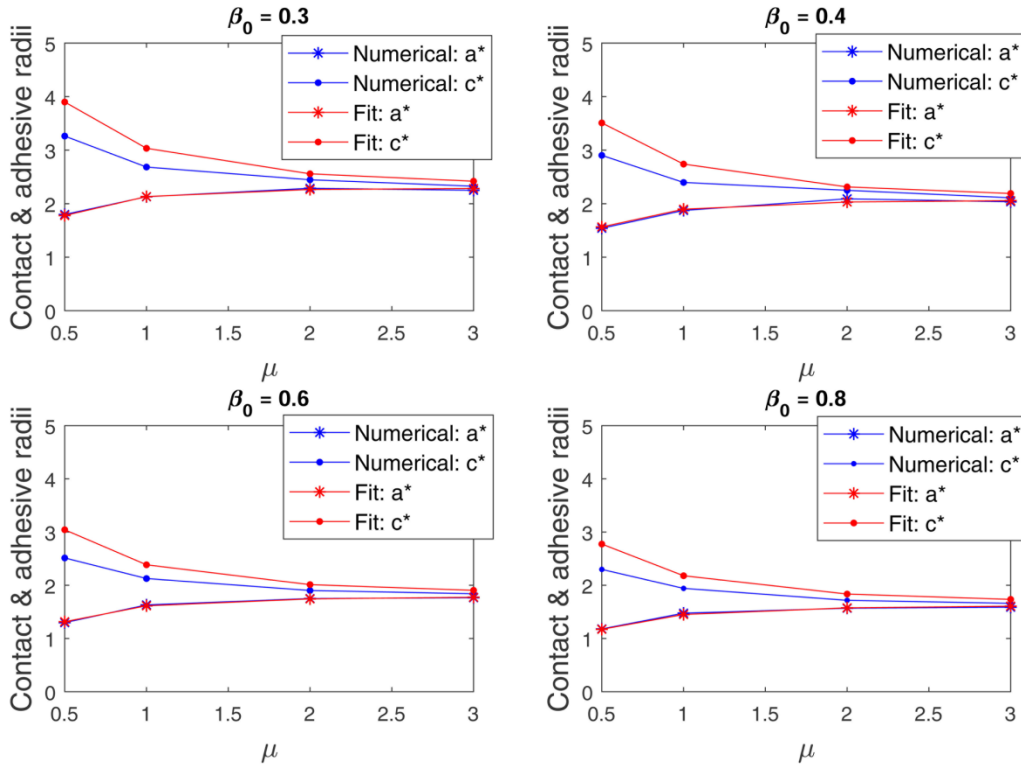 β0 = 0.3
Contact & adhesive radii
5
4
3
2
1
0
Numerical: a*
Numerical: c*
Fit: a*
Fit: c*
0.5 1 1.5 2 2.5 3
μ
β0 = 0.4
Contact & adhesive radii
5
4
3
2
1
0
Numerical: a*
Numerical: c*
Fit: a*
Fit: c*
0.5 1 1.5 2 2.5 3
μ
β0 = 0.6
Contact & adhesive radii
5
4
3
2
1
0
Numerical: a*
Numerical: c*
Fit: a*
Fit: c*
0.5 1 1.5 2 2.5 3
μ
β0 = 0.8
Contact & adhesive radii
5
4
3
2
1
0
Numerical: a*
Numerical: c*
Fit: a*
Fit: c*
0.5 1 1.5 2 2.5 3
μ